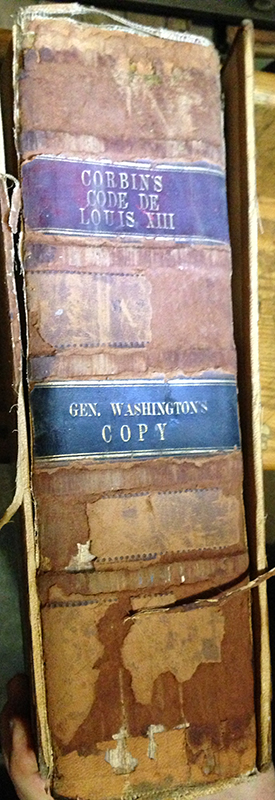 CORBIN'S
CODE DE
LOUIS XIII
GEN. WASHINGTON'S
COPY